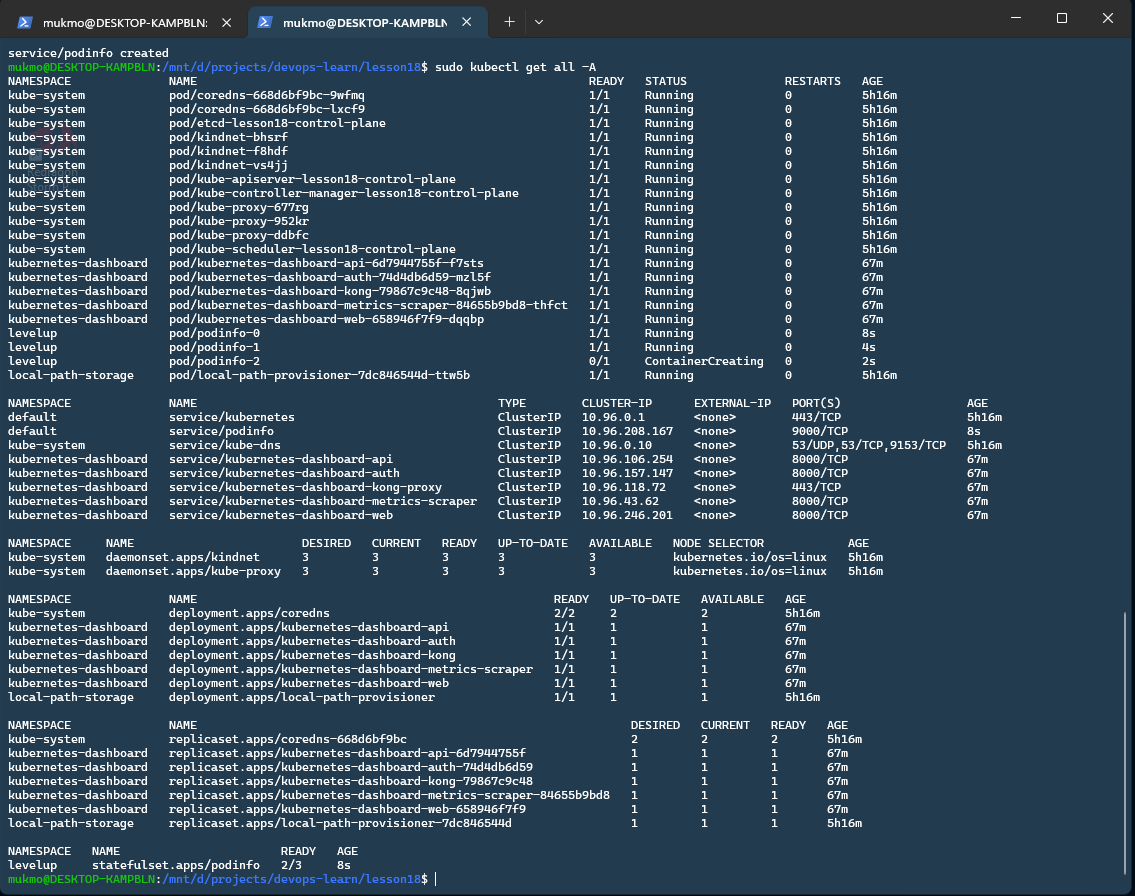 mukmo@DESKTOP-KAMPBLN: mukmo@DESKTOP-KAMPBLN
service/podinfo created
mukmo@DESKTOP-KAMPBLN:/mnt/d/projects/devops-learn/lesson18$ sudo kubectl get all -A
NAMESPACE NAME READY STATUS RESTARTS AGE
kube-system pod/coredns-668d6bf9bc-9wfmq 1/1 Running 0 5h16m
kube-system pod/coredns-668d6bf9bc-lxcf9 1/1 Running 0 5h16m
kube-system pod/etcd-lesson18-control-plane 1/1 Running 0 5h16m
kube-system pod/kindnet-bhsrf 1/1 Running 0 5h16m
kube-system pod/kindnet-f8hdf 1/1 Running 0 5h16m
kube-system pod/kindnet-vs4jj 1/1 Running 0 5h16m
kube-system pod/kube-apiserver-lesson18-control-plane 1/1 Running 0 5h16m
kube-system pod/kube-controller-manager-lesson18-control-plane 1/1 Running 0 5h16m
kube-system pod/kube-proxy-677rg 1/1 Running 0 5h16m
kube-system pod/kube-proxy-952kr 1/1 Running 0 5h16m
kube-system pod/kube-proxy-ddbfc 1/1 Running 0 5h16m
kube-system pod/kube-scheduler-lesson18-control-plane 1/1 Running 0 5h16m
kubernetes-dashboard pod/kubernetes-dashboard-api-6d7944755f-f7sts 1/1 Running 0 67m
kubernetes-dashboard pod/kubernetes-dashboard-auth-74d4db6d59-mzl5f 1/1 Running 0 67m
kubernetes-dashboard pod/kubernetes-dashboard-kong-79867c9c48-8qjwb 1/1 Running 0 67m
kubernetes-dashboard pod/kubernetes-dashboard-metrics-scraper-84655b9bd8-thfct 1/1 Running 0 67m
kubernetes-dashboard pod/kubernetes-dashboard-web-658946f7f9-dqqbp 1/1 Running 0 67m
levelup pod/podinfo-0 1/1 Running 0 8s
levelup pod/podinfo-1 1/1 Running 0 4s
levelup pod/podinfo-2 0/1 ContainerCreating 0 2s
local-path-storage pod/local-path-provisioner-7dc846544d-ttw5b 1/1 Running 0 5h16m
NAMESPACE NAME TYPE CLUSTER-IP EXTERNAL-IP PORT(S) AGE
default service/kubernetes ClusterIP 10.96.0.1 <none> 443/TCP 5h16m
default service/podinfo ClusterIP 10.96.208.167 <none> 9000/TCP 8s
kube-system service/kube-dns ClusterIP 10.96.0.10 <none> 53/UDP,53/TCP,9153/TCP 5h16m
kubernetes-dashboard service/kubernetes-dashboard-api ClusterIP 10.96.106.254 <none> 8000/TCP 67m
kubernetes-dashboard service/kubernetes-dashboard-auth ClusterIP 10.96.157.147 <none> 8000/TCP 67m
kubernetes-dashboard service/kubernetes-dashboard-kong-proxy ClusterIP 10.96.118.72 <none> 443/TCP 67m
kubernetes-dashboard service/kubernetes-dashboard-metrics-scraper ClusterIP 10.96.43.62 <none> 8000/TCP 67m
kubernetes-dashboard service/kubernetes-dashboard-web ClusterIP 10.96.246.201 <none> 8000/TCP 67m
NAMESPACE NAME DESIRED CURRENT READY UP-TO-DATE AVAILABLE NODE SELECTOR AGE
kube-system daemonset.apps/kindnet 3 3 3 3 3 kubernetes.io/os=linux 5h16m
kube-system daemonset.apps/kube-proxy 3 3 3 3 3 kubernetes.io/os=linux 5h16m
NAMESPACE NAME READY UP-TO-DATE AVAILABLE AGE
kube-system deployment.apps/coredns 2/2 2 2 5h16m
kubernetes-dashboard deployment.apps/kubernetes-dashboard-api 1/1 1 1 67m
kubernetes-dashboard deployment.apps/kubernetes-dashboard-auth 1/1 1 1 67m
kubernetes-dashboard deployment.apps/kubernetes-dashboard-kong 1/1 1 1 67m
kubernetes-dashboard deployment.apps/kubernetes-dashboard-metrics-scraper 1/1 1 1 67m
kubernetes-dashboard deployment.apps/kubernetes-dashboard-web 1/1 1 1 67m
local-path-storage deployment.apps/local-path-provisioner 1/1 1 1 5h16m
NAMESPACE NAME DESIRED CURRENT READY AGE
kube-system replicaset.apps/coredns-668d6bf9bc 2 2 2 5h16m
kubernetes-dashboard replicaset.apps/kubernetes-dashboard-api-6d7944755f 1 1 1 67m
kubernetes-dashboard replicaset.apps/kubernetes-dashboard-auth-74d4db6d59 1 1 1 67m
kubernetes-dashboard replicaset.apps/kubernetes-dashboard-kong-79867c9c48 1 1 1 67m
kubernetes-dashboard replicaset.apps/kubernetes-dashboard-metrics-scraper-84655b9bd8 1 1 1 67m
kubernetes-dashboard replicaset.apps/kubernetes-dashboard-web-658946f7f9 1 1 1 67m
local-path-storage replicaset.apps/local-path-provisioner-7dc846544d 1 1 1 5h16m
NAMESPACE NAME READY AGE
levelup statefulset.apps/podinfo 2/3 8s
mukmo@DESKTOP-KAMPBLN:/mnt/d/projects/devops-learn/lesson18$